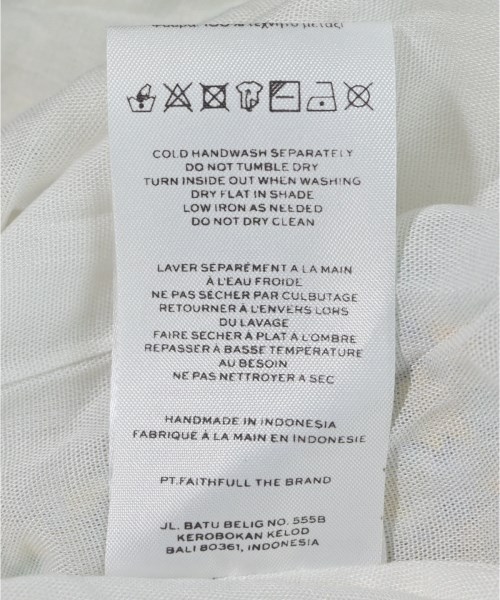 COLD HANDWASH SEPARATELY
DO NOT TUMBLE DRY
TURN INSIDE OUT WHEN WASHING
DRY FLAT IN SHADE
LOW IRON AS NEEDED
DO NOT DRY CLEAN
LAVER SÉPARÉMENT A LA MAIN
À L'EAU FROIDE
NE PAS SÉCHER PAR CULBUTAGE
RETOURNER À L'ENVERS LORS
DU LAVAGE
FAIRE SÉCHER À PLAT À L'OMBRE
REPASSER À BASSE TEMPÉRATURE
AU BESOIN
NE PAS NETTROYER A SEC
HANDMADE IN INDONESIA
FABRIQUÉ À LA MAIN EN INDONESIE
PT.FAITHFULL THE BRAND
JL. BATU BELIG NO. 555B
KEROBOKAN KELOD
BALI 80361, INDONESIA